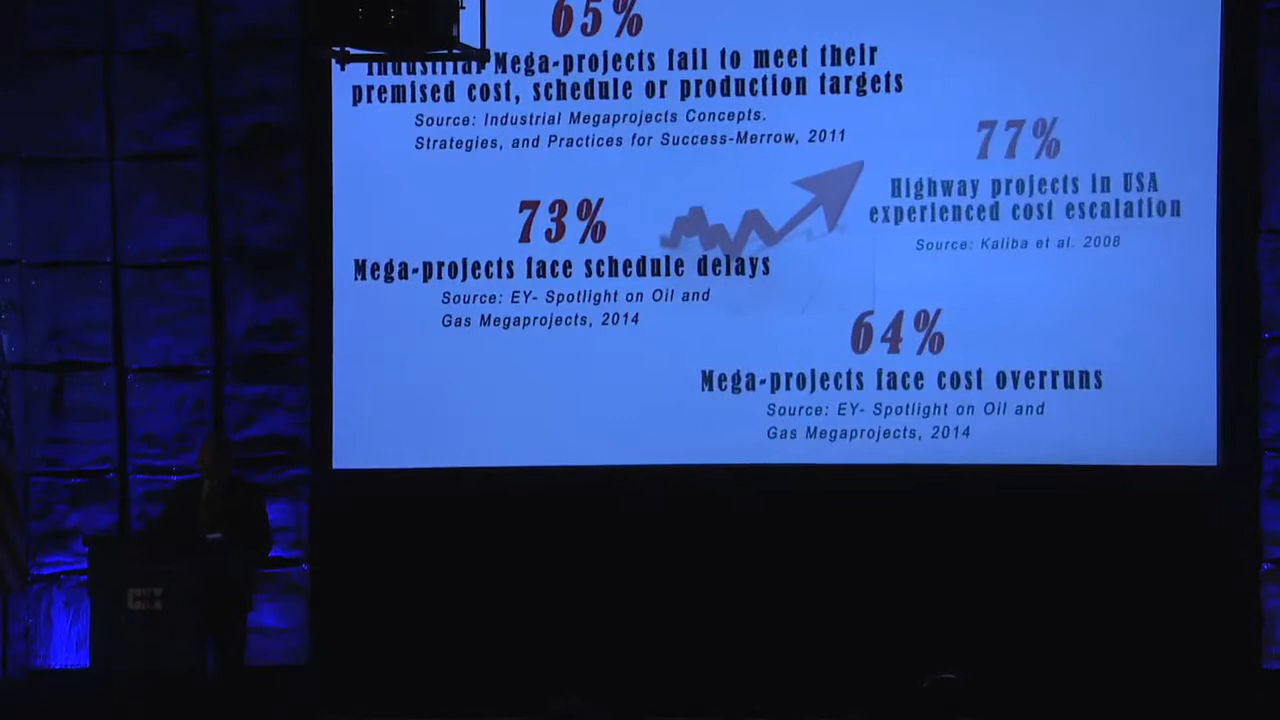 65%
Industrial Mega-projects fail to meet their
premised cost, schedule or production targets
Source: Industrial Megaprojects Concepts.
Strategies, and Practices for Success-Merrow, 2011
77%
Highway projects in USA
experienced cost escalation
Source: Kaliba et al. 2008
73%
Mega-projects face schedule delays
Source: EY- Spotlight on Oil and
Gas Megaprojects, 2014
64%
Mega-projects face cost overruns
Source: EY- Spotlight on Oil and
Gas Megaprojects, 2014